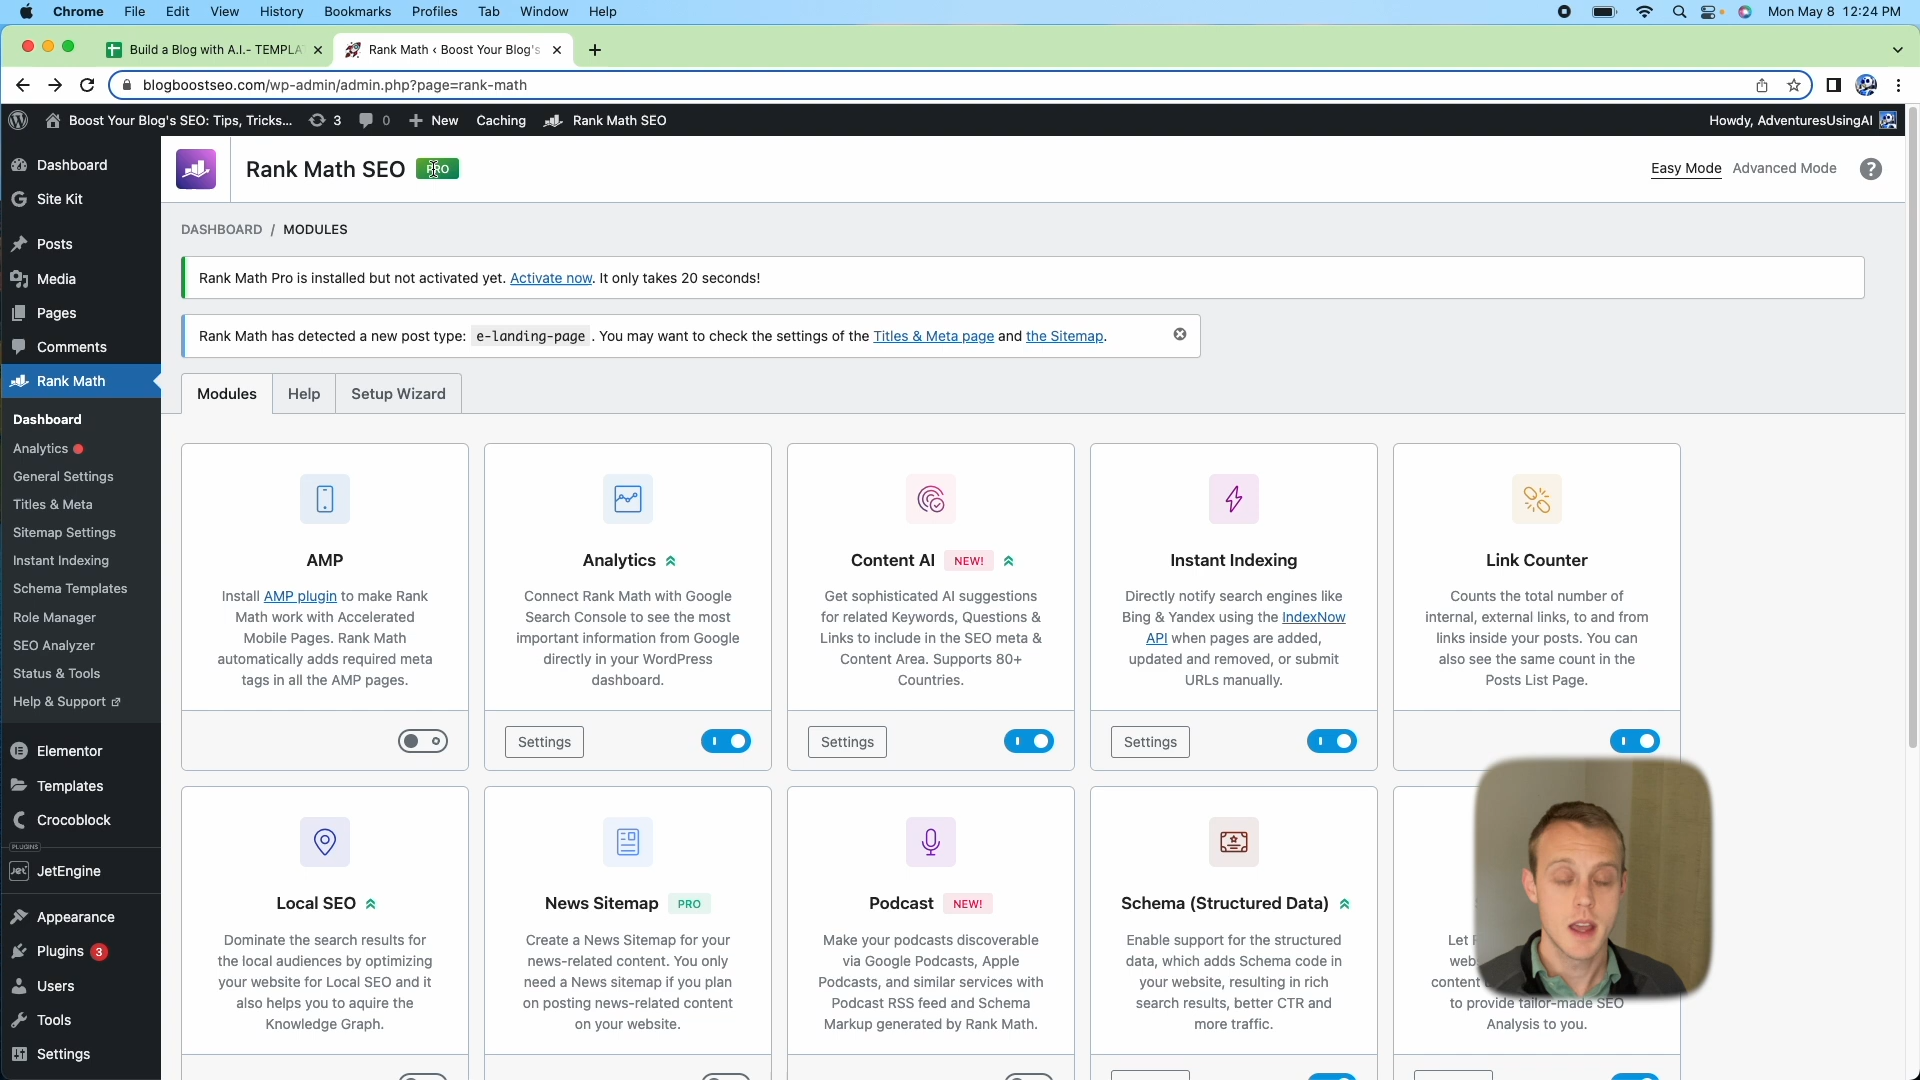 Chrome File Edit View History Bookmarks Profiles Tab Window Help Mon May 8 12:24 PM
Build a Blog with A.I.- TEMPLA Rank Math ‹ Boost Your Blog's
blogboostseo.com/wp-admin/admin.php?page=rank-math
Boost Your Blog's SEO: Tips, Tricks... 3 0 New Caching Rank Math SEO Howdy, AdventuresUsingAI
Dashboard
Site Kit
Posts
Media
Pages
Comments
Rank Math
Dashboard
Analytics
General Settings
Titles & Meta
Sitemap Settings
Instant Indexing
Schema Templates
Role Manager
SEO Analyzer
Status & Tools
Help & Support
Elementor
Templates
Crocoblock
PLUGINS
Jet JetEngine
Appearance
Plugins 3
Users
Tools
Settings
Rank Math SEO PRO
Easy Mode Advanced Mode ?
DASHBOARD / MODULES
Rank Math Pro is installed but not activated yet. Activate now. It only takes 20 seconds!
Rank Math has detected a new post type: e-landing-page . You may want to check the settings of the Titles & Meta page and the Sitemap.
Modules Help Setup Wizard
AMP
Install AMP plugin to make Rank
Math work with Accelerated
Mobile Pages. Rank Math
automatically adds required meta
tags in all the AMP pages.
Analytics
Connect Rank Math with Google
Search Console to see the most
important information from Google
directly in your WordPress
dashboard.
Settings
Content AI NEW!
Get sophisticated AI suggestions
for related Keywords, Questions &
Links to include in the SEO meta &
Content Area. Supports 80+
Countries.
Settings
Instant Indexing
Directly notify search engines like
Bing & Yandex using the IndexNow
API when pages are added,
updated and removed, or submit
URLs manually.
Settings
Link Counter
Counts the total number of
internal, external links, to and from
links inside your posts. You can
also see the same count in the
Posts List Page.
Local SEO
Dominate the search results for
the local audiences by optimizing
your website for Local SEO and it
also helps you to aquire the
Knowledge Graph.
News Sitemap PRO
Create a News Sitemap for your
news-related content. You only
need a News sitemap if you plan
on posting news-related content
on your website.
Podcast NEW!
Make your podcasts discoverable
via Google Podcasts, Apple
Podcasts, and similar services with
Podcast RSS feed and Schema
Markup generated by Rank Math.
Schema (Structured Data)
Enable support for the structured
data, which adds Schema code in
your website, resulting in rich
search results, better CTR and
more traffic.
Let
web
content
to provide tailor-made SEO
Analysis to you.